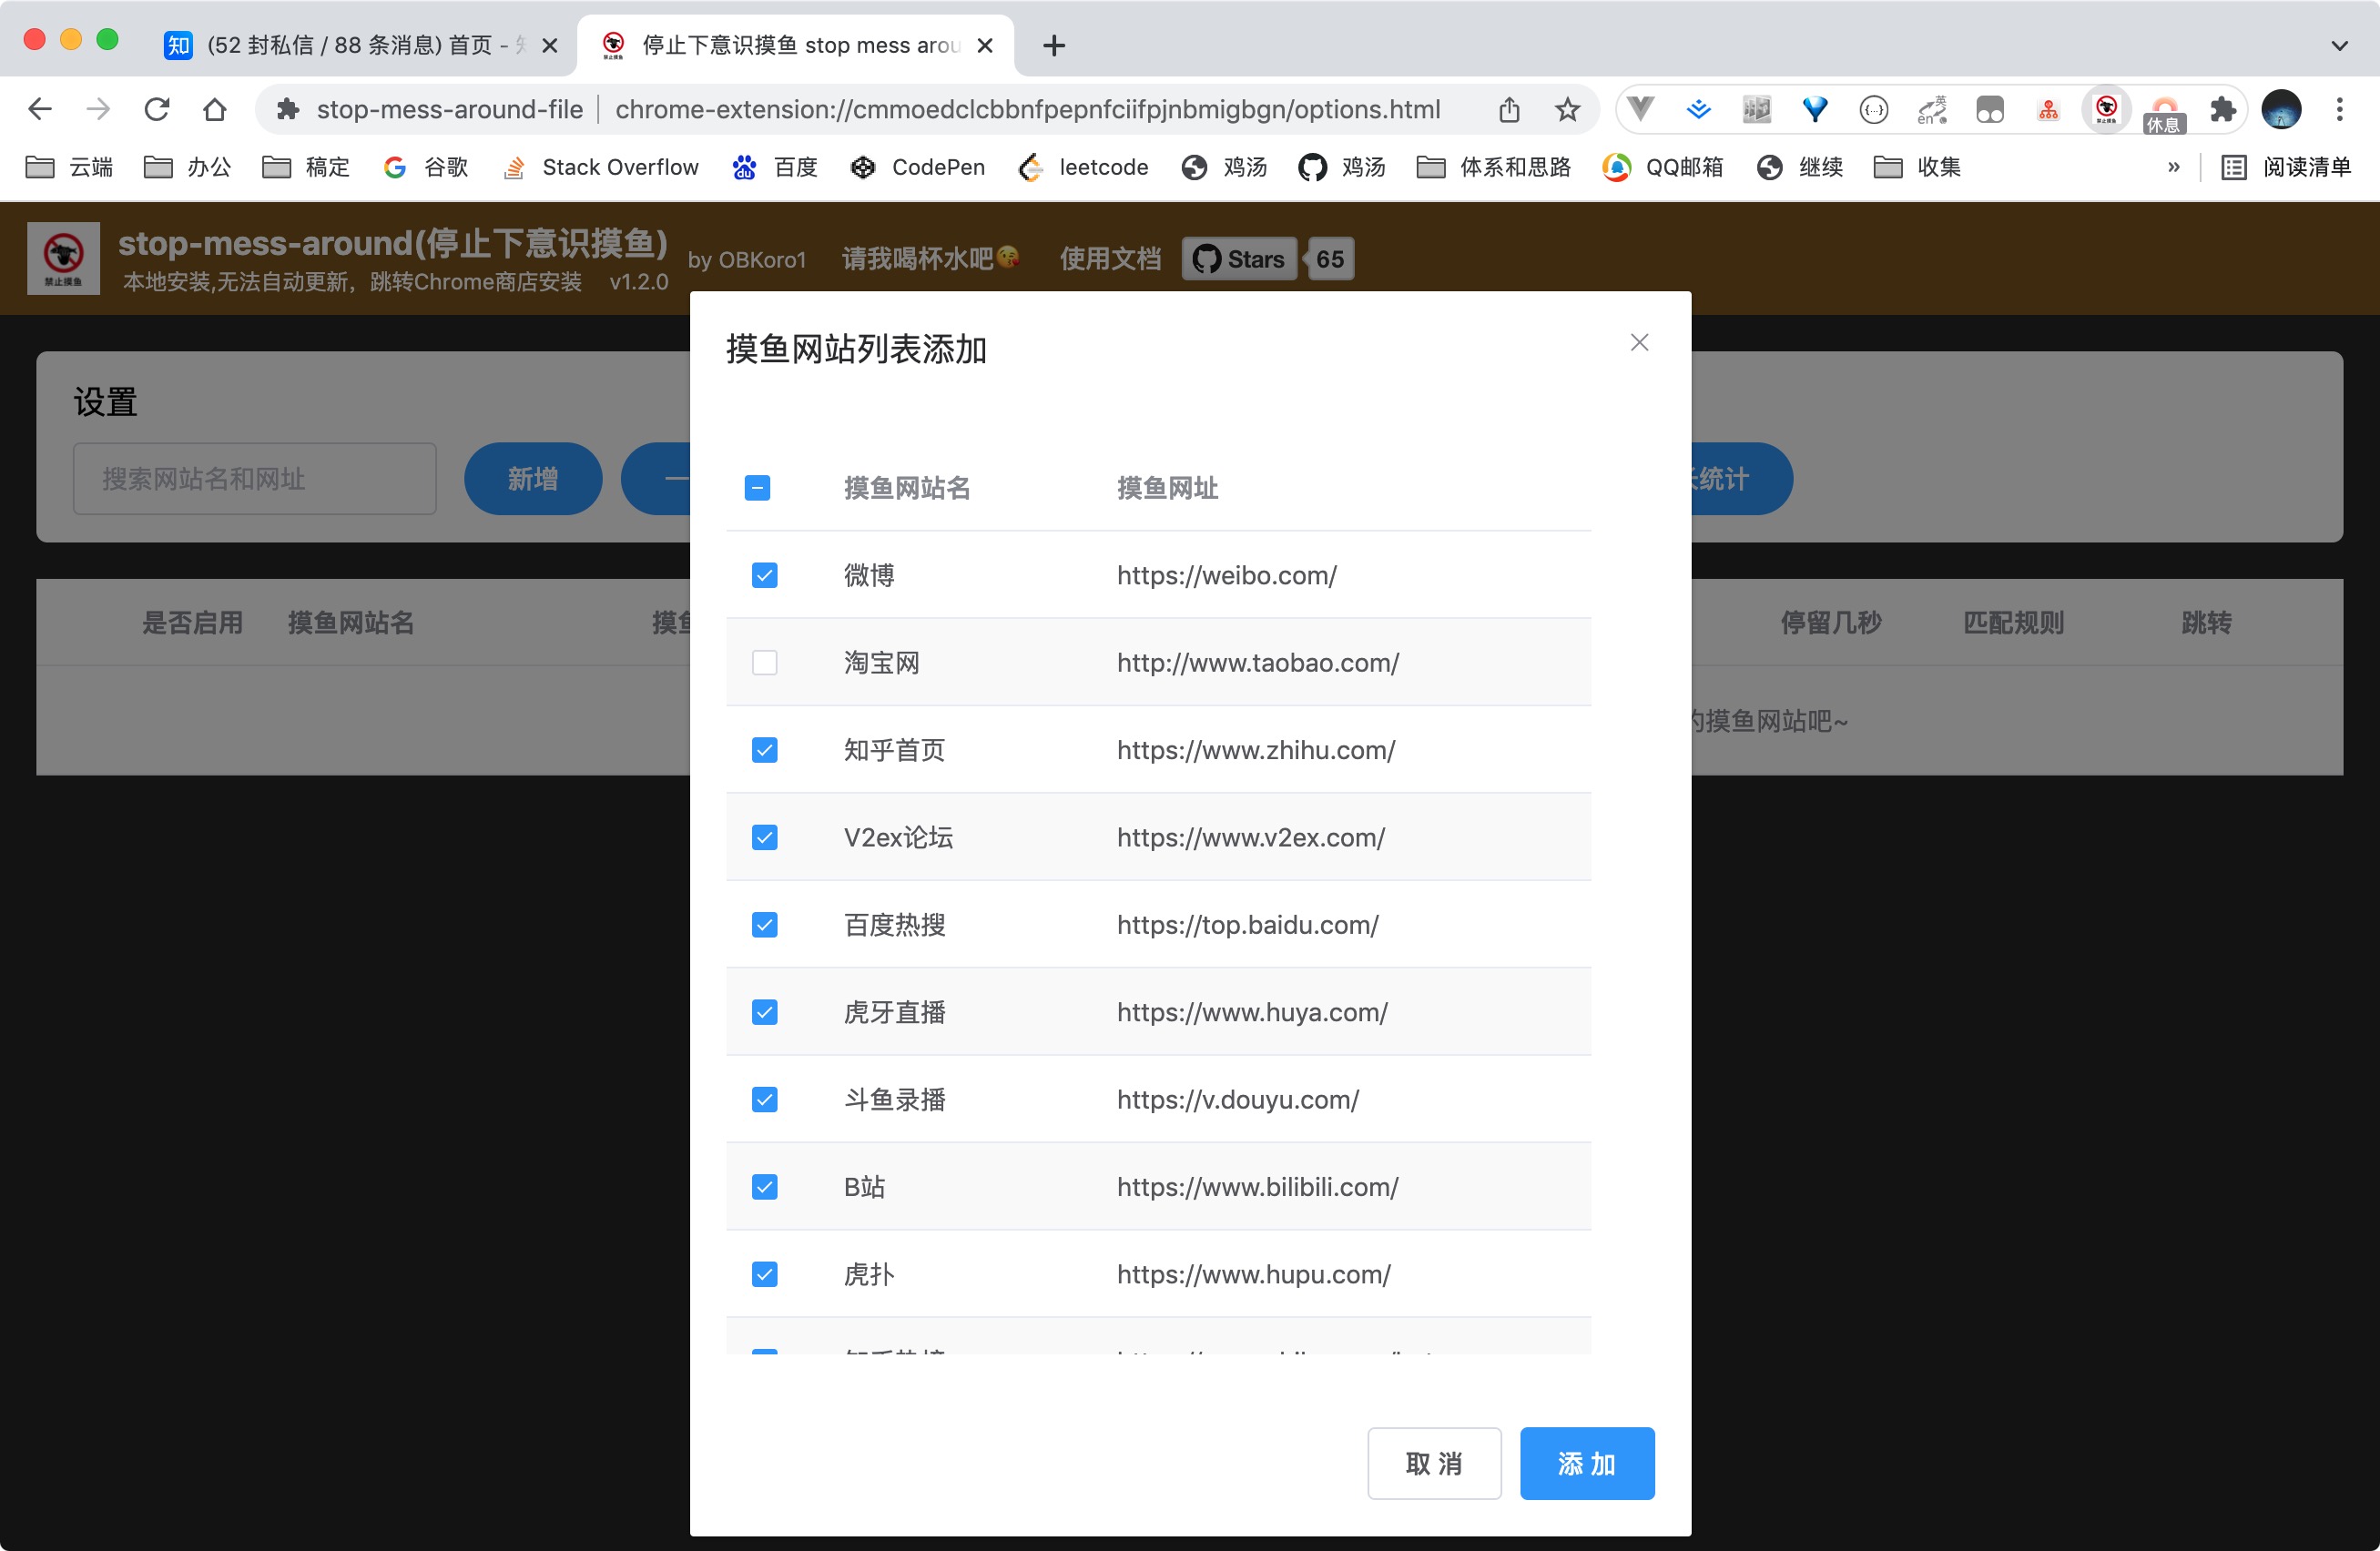 (52 封私信 / 88 条消息) 首页 -
停止下意识摸鱼 stop mess arou
stop-mess-around-file
chrome-extension://cmmoedclcbbnfpepnfciifpjnbmigbgn/options.html
英
en
休息
云端
办公
稿定
谷歌
Stack Overflow
百度
CodePen
leetcode
鸡汤
鸡汤
体系和思路
QQ邮箱
继续
收集
»
阅读清单
stop-mess-around(停止下意识摸鱼)
by OBKoro1
请我喝杯水吧😘
使用文档
Stars
65
本地安装,无法自动更新，跳转Chrome商店安装 v1.2.0
禁止摸鱼
设置
搜索网站名和网址
新增
一
统计
是否启用
摸鱼网站名
摸
停留几秒
匹配规则
跳转
的摸鱼网站吧~
摸鱼网站列表添加
摸鱼网站名 摸鱼网址
微博 https://weibo.com/
淘宝网 http://www.taobao.com/
知乎首页 https://www.zhihu.com/
V2ex论坛 https://www.v2ex.com/
百度热搜 https://top.baidu.com/
虎牙直播 https://www.huya.com/
斗鱼录播 https://v.douyu.com/
B站 https://www.bilibili.com/
虎扑 https://www.hupu.com/
取 消
添 加